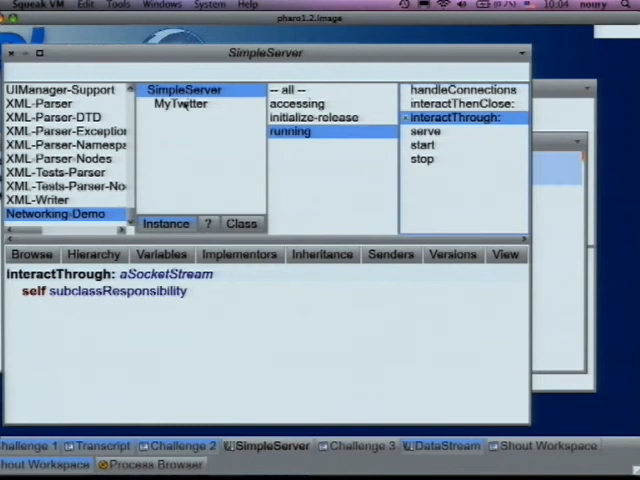 Squeak VM Edit Tools Windows System Help 10:04 noury
pharo1.2.image
SimpleServer
UIManager-Support
XML-Parser
XML-Parser-DTD
XML-Parser-Exception
XML-Parser-Namespa
XML-Parser-Nodes
XML-Tests-Parser
XML-Tests-Parser-No
XML-Writer
Networking-Demo
SimpleServer
MyTwitter
-- all --
accessing
initialize-release
running
handleConnections
interactThenClose:
interactThrough:
serve
start
stop
Instance ? Class
Browse Hierarchy Variables Implementors Inheritance Senders Versions View
interactThrough: aSocketStream
self subclassResponsibility
hallenge 1 Transcript Challenge 2 SimpleServer Challenge 3 DataStream Shout Workspace
hout Workspace Process Browser